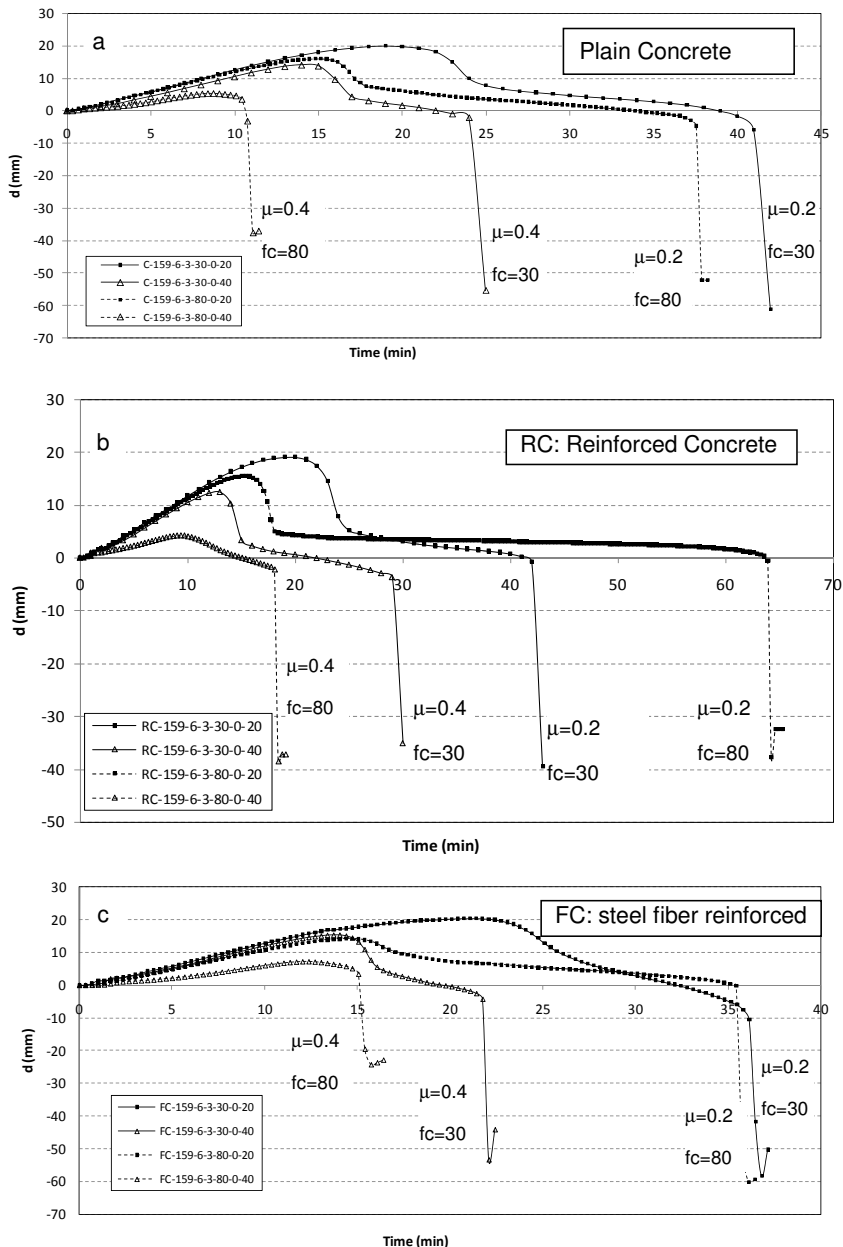 30
20
10
0
-10
-20
-30
-40
-50
-60
-70
d (mm)
a
Plain Concrete
0 5 10 15 20 25 30 35 40 45
μ=0.4
fc=80
μ=0.4
fc=30
μ=0.2
fc=80
μ=0.2
fc=30
C-159-6-3-30-0-20
C-159-6-3-30-0-40
C-159-6-3-80-0-20
C-159-6-3-80-0-40
Time (min)
30
20
10
0
-10
-20
-30
-40
-50
d (mm)
b
RC: Reinforced Concrete
0 10 20 30 40 50 60 70
μ=0.4
fc=80
μ=0.4
fc=30
μ=0.2
fc=30
μ=0.2
fc=80
RC-159-6-3-30-0-20
RC-159-6-3-30-0-40
RC-159-6-3-80-0-20
RC-159-6-3-80-0-40
Time (min)
30
20
10
0
-10
-20
-30
-40
-50
-60
-70
d (mm)
c
FC: steel fiber reinforced
0 5 10 15 20 25 30 35 40
μ=0.4
fc=80
μ=0.4
fc=30
μ=0.2
fc=80
μ=0.2
fc=30
FC-159-6-3-30-0-20
FC-159-6-3-30-0-40
FC-159-6-3-80-0-20
FC-159-6-3-80-0-40
Time (min)